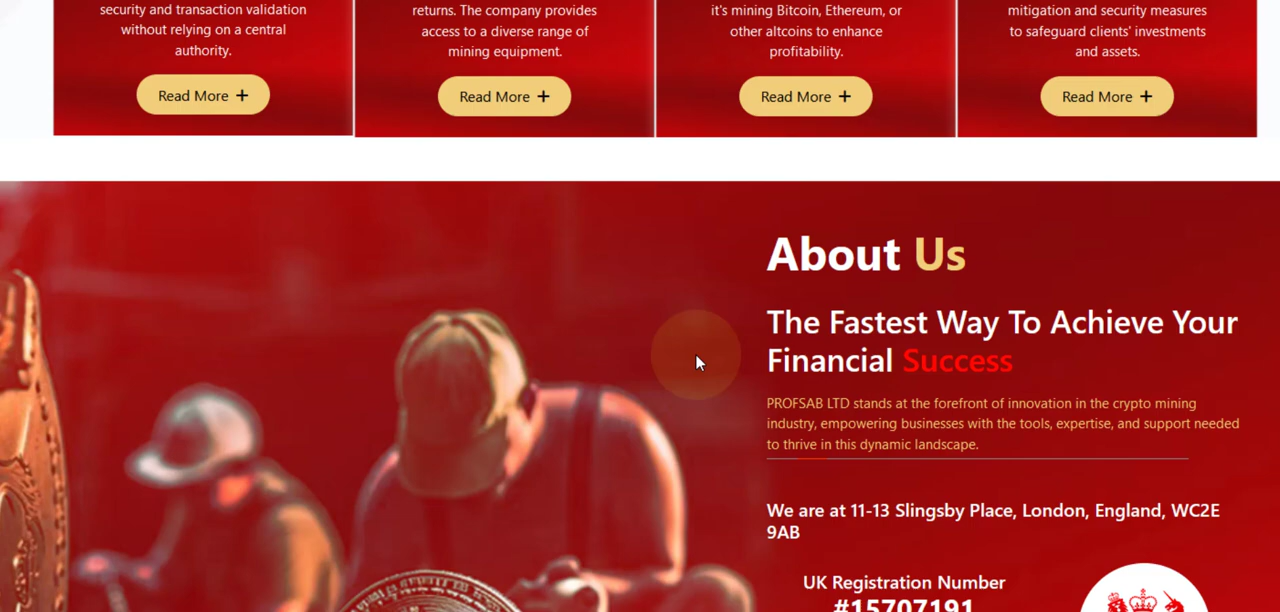 security and transaction validation
without relying on a central
authority.
Read More +
returns. The company provides
access to a diverse range of
mining equipment.
Read More +
it's mining Bitcoin, Ethereum, or
other altcoins to enhance
profitability.
Read More +
mitigation and security measures
to safeguard clients' investments
and assets.
Read More +
About Us
The Fastest Way To Achieve Your
Financial Success
PROFSAB LTD stands at the forefront of innovation in the crypto mining
industry, empowering businesses with the tools, expertise, and support needed
to thrive in this dynamic landscape.
We are at 11-13 Slingsby Place, London, England, WC2E
9AB
UK Registration Number
#15707191